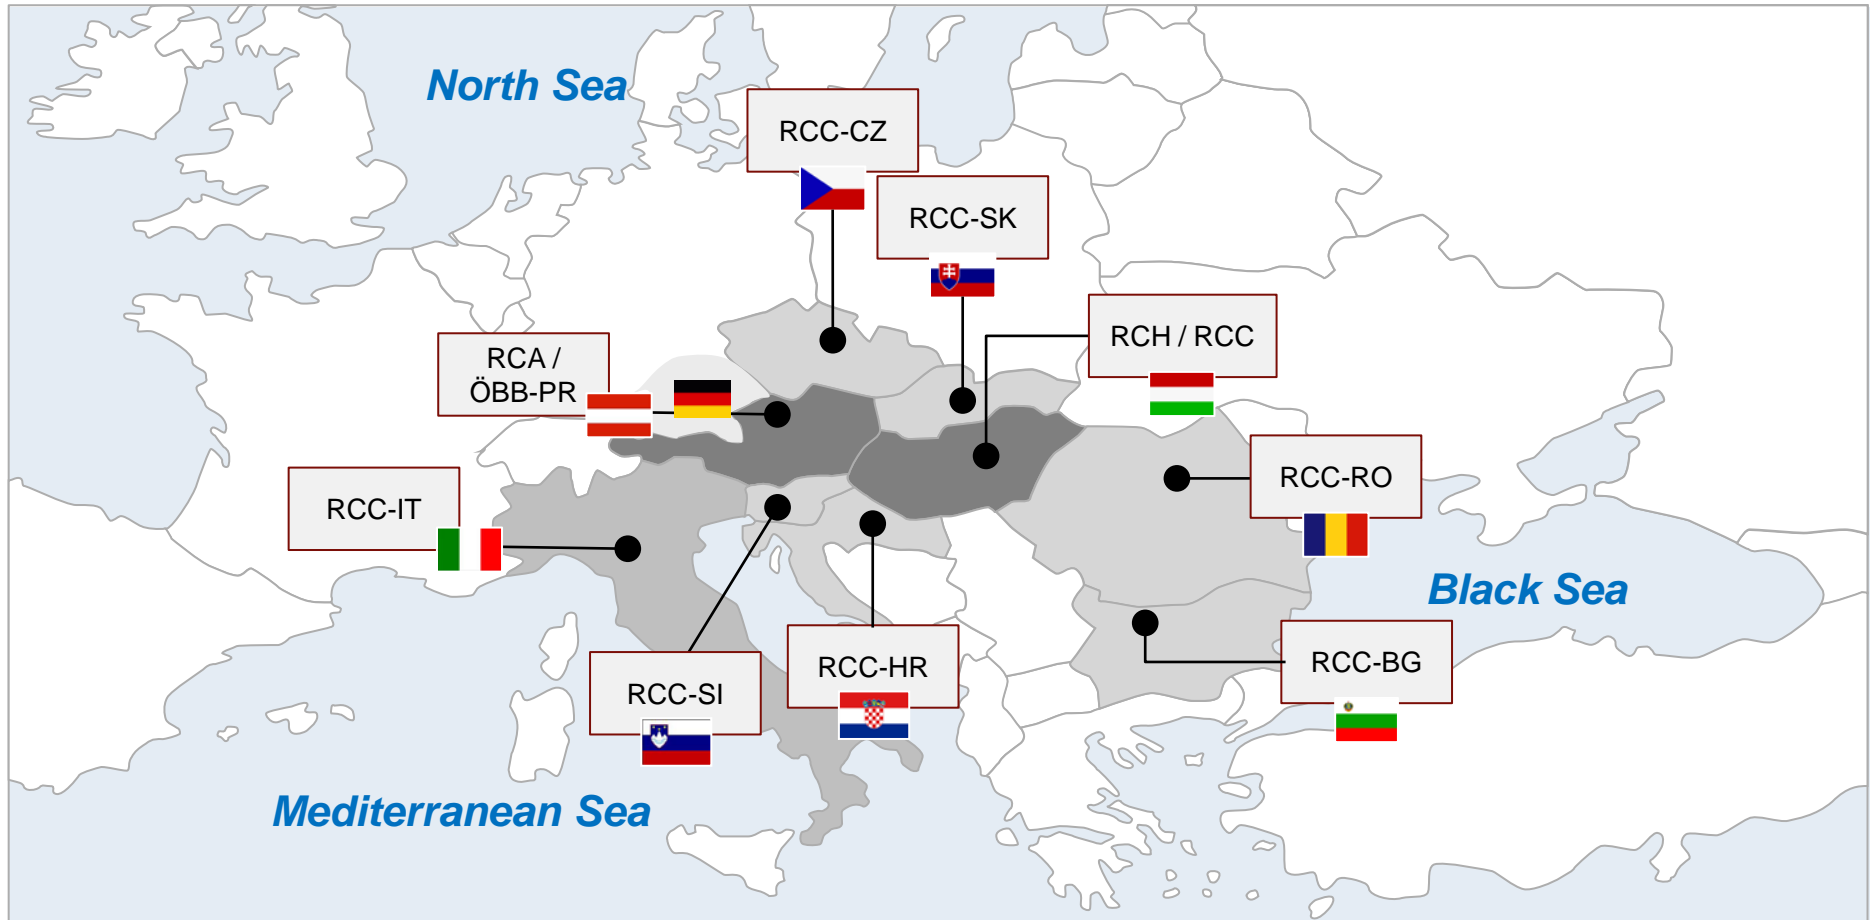 North Sea
RCC-CZ
RCC-SK
RCH / RCC
RCA /
ÖBB-PR
RCC-RO
RCC-IT
Black Sea
RCC-HR
RCC-BG
RCC-SI
Mediterranean Sea